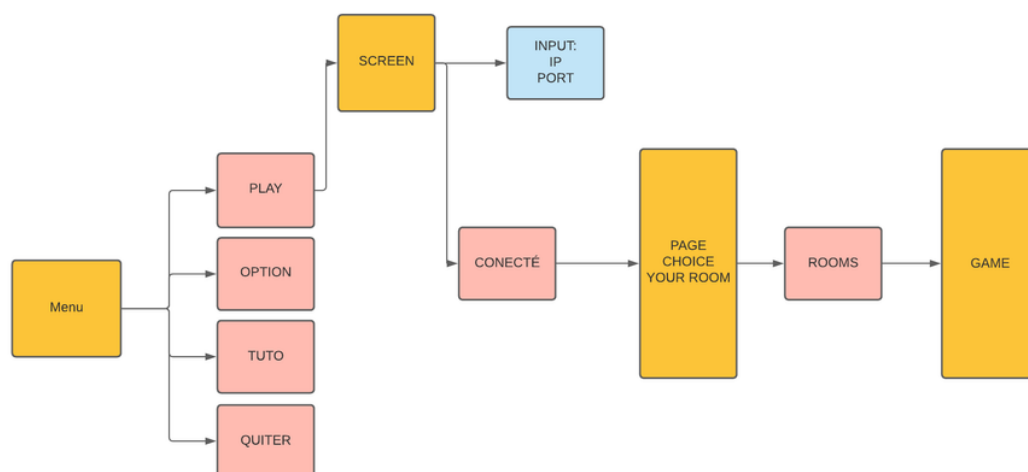 Menu
PLAY
OPTION
TUTO
QUITER
SCREEN
INPUT:
IP
PORT
CONECTÉ
PAGE
CHOICE
YOUR ROOM
ROOMS
GAME